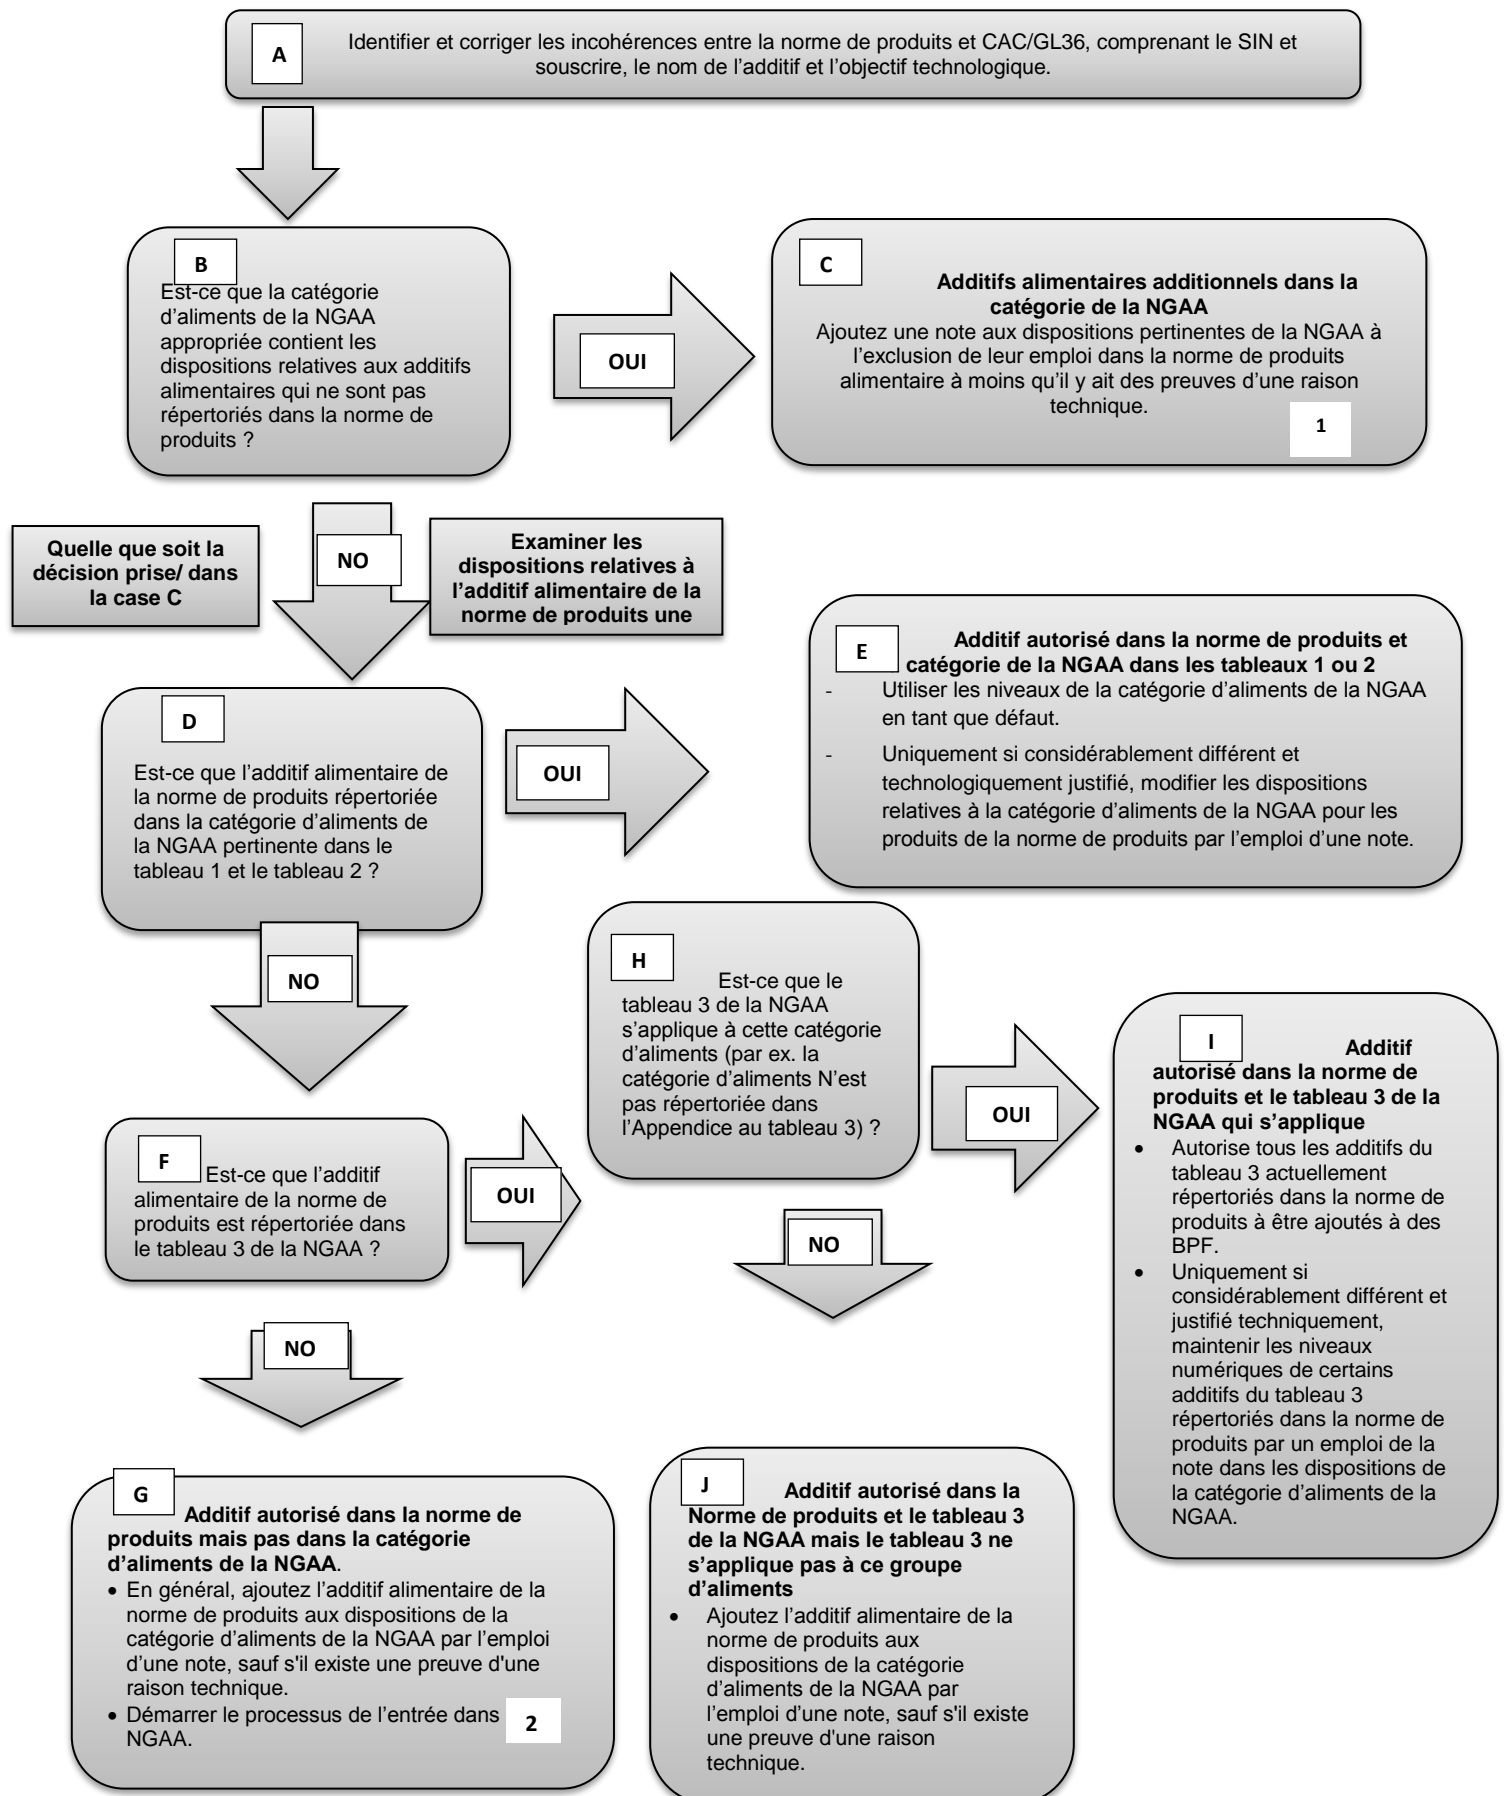 A
Identifier et corriger les incohérences entre la norme de produits et CAC/GL36, comprenant le SIN et
souscrire, le nom de l'additif et l'objectif technologique.
B
Est-ce que la catégorie
d'aliments de la NGAA
appropriée contient les
dispositions relatives aux additifs
alimentaires qui ne sont pas
répertoriés dans la norme de
produits ?
OUI
C
Additifs alimentaires additionnels dans la
catégorie de la NGAA
Ajoutez une note aux dispositions pertinentes de la NGAA à
l'exclusion de leur emploi dans la norme de produits
alimentaire à moins qu'il y ait des preuves d'une raison
technique.
1
Quelle que soit la
décision prise/ dans
la case C
NO
Examiner les
dispositions relatives à
l'additif alimentaire de la
norme de produits une
D
Est-ce que l'additif alimentaire de
la norme de produits répertoriée
dans la catégorie d'aliments de
la NGAA pertinente dans le
tableau 1 et le tableau 2 ?
OUI
E
Additif autorisé dans la norme de produits et
catégorie de la NGAA dans les tableaux 1 ou 2
- Utiliser les niveaux de la catégorie d'aliments de la NGAA
en tant que défaut.
- Uniquement si considérablement différent et
technologiquement justifié, modifier les dispositions
relatives à la catégorie d'aliments de la NGAA pour les
produits de la norme de produits par l'emploi d'une note.
NO
F
Est-ce que l'additif
alimentaire de la norme de
produits est répertoriée dans
le tableau 3 de la NGAA ?
OUI
H
Est-ce que le
tableau 3 de la NGAA
s'applique à cette catégorie
d'aliments (par ex. la
catégorie d'aliments N'est
pas répertoriée dans
l'Appendice au tableau 3) ?
OUI
I
Additif
autorisé dans la norme de
produits et le tableau 3 de la
NGAA qui s'applique
• Autorise tous les additifs du
tableau 3 actuellement
répertoriés dans la norme de
produits à être ajoutés à des
BPF.
• Uniquement si
considérablement différent et
justifié techniquement,
maintenir les niveaux
numériques de certains
additifs du tableau 3
répertoriés dans la norme de
produits par un emploi de la
note dans les dispositions de
la catégorie d'aliments de la
NGAA.
NO
NO
G
Additif autorisé dans la norme de
produits mais pas dans la catégorie
d'aliments de la NGAA.
• En général, ajoutez l'additif alimentaire de la
norme de produits aux dispositions de la
catégorie d'aliments de la NGAA par l'emploi
d'une note, sauf s'il existe une preuve d'une
raison technique.
• Démarrer le processus de l'entrée dans
NGAA.
2
J
Additif autorisé dans la
Norme de produits et le tableau 3
de la NGAA mais le tableau 3 ne
s'applique pas à ce groupe
d'aliments
• Ajoutez l'additif alimentaire de la
norme de produits aux
dispositions de la catégorie
d'aliments de la NGAA par
l'emploi d'une note, sauf s'il existe
une preuve d'une raison
technique.